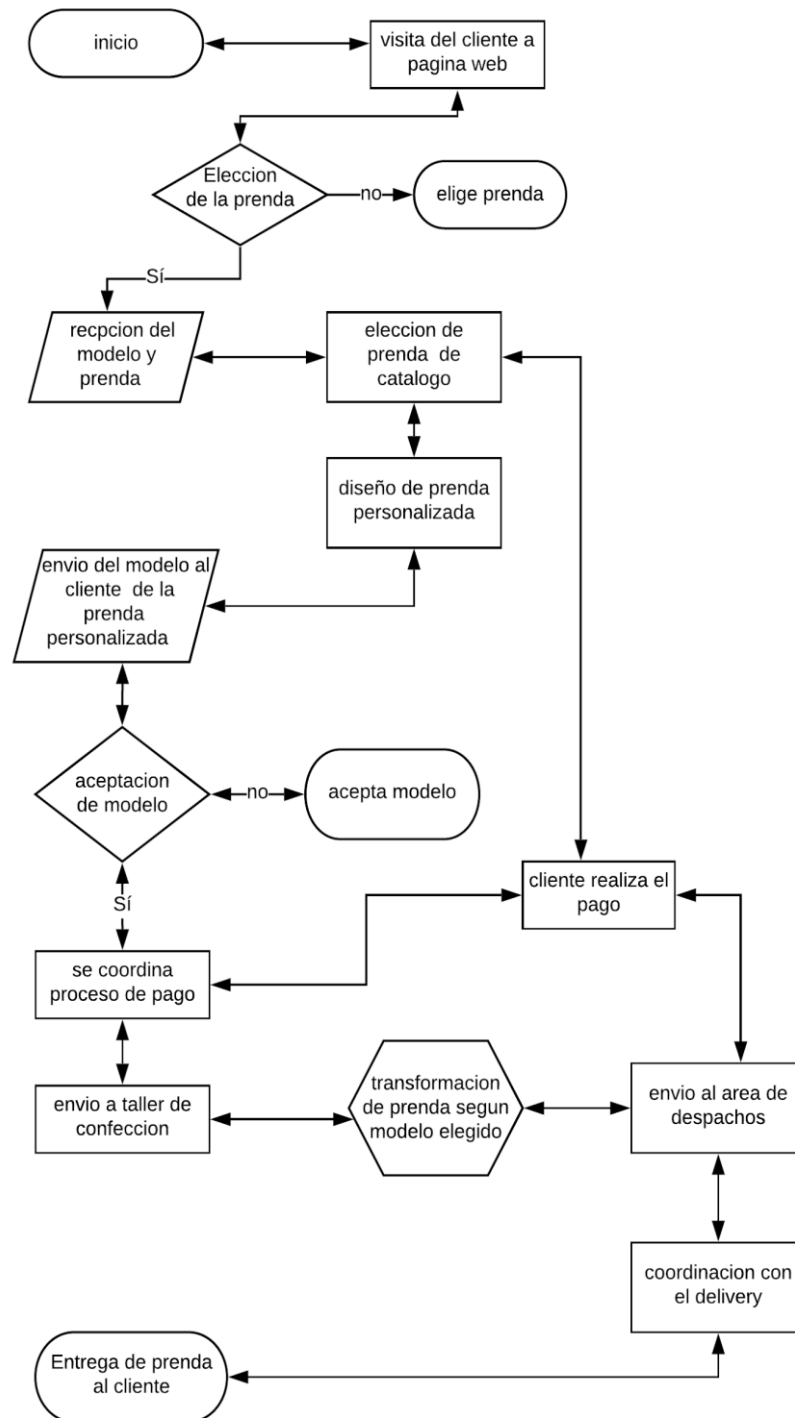 inicio
visita del cliente a
pagina web
Eleccion
de la prenda
no
elige prenda
Sí
recpcion del
modelo y
prenda
eleccion de
prenda de
catalogo
diseño de prenda
personalizada
envio del modelo al
cliente de la
prenda
personalizada
aceptacion
de modelo
no
acepta modelo
cliente realiza el
pago
Sí
se coordina
proceso de pago
envio a taller de
confeccion
transformacion
de prenda segun
modelo elegido
envio al area de
despachos
coordinacion con
el delivery
Entrega de prenda
al cliente